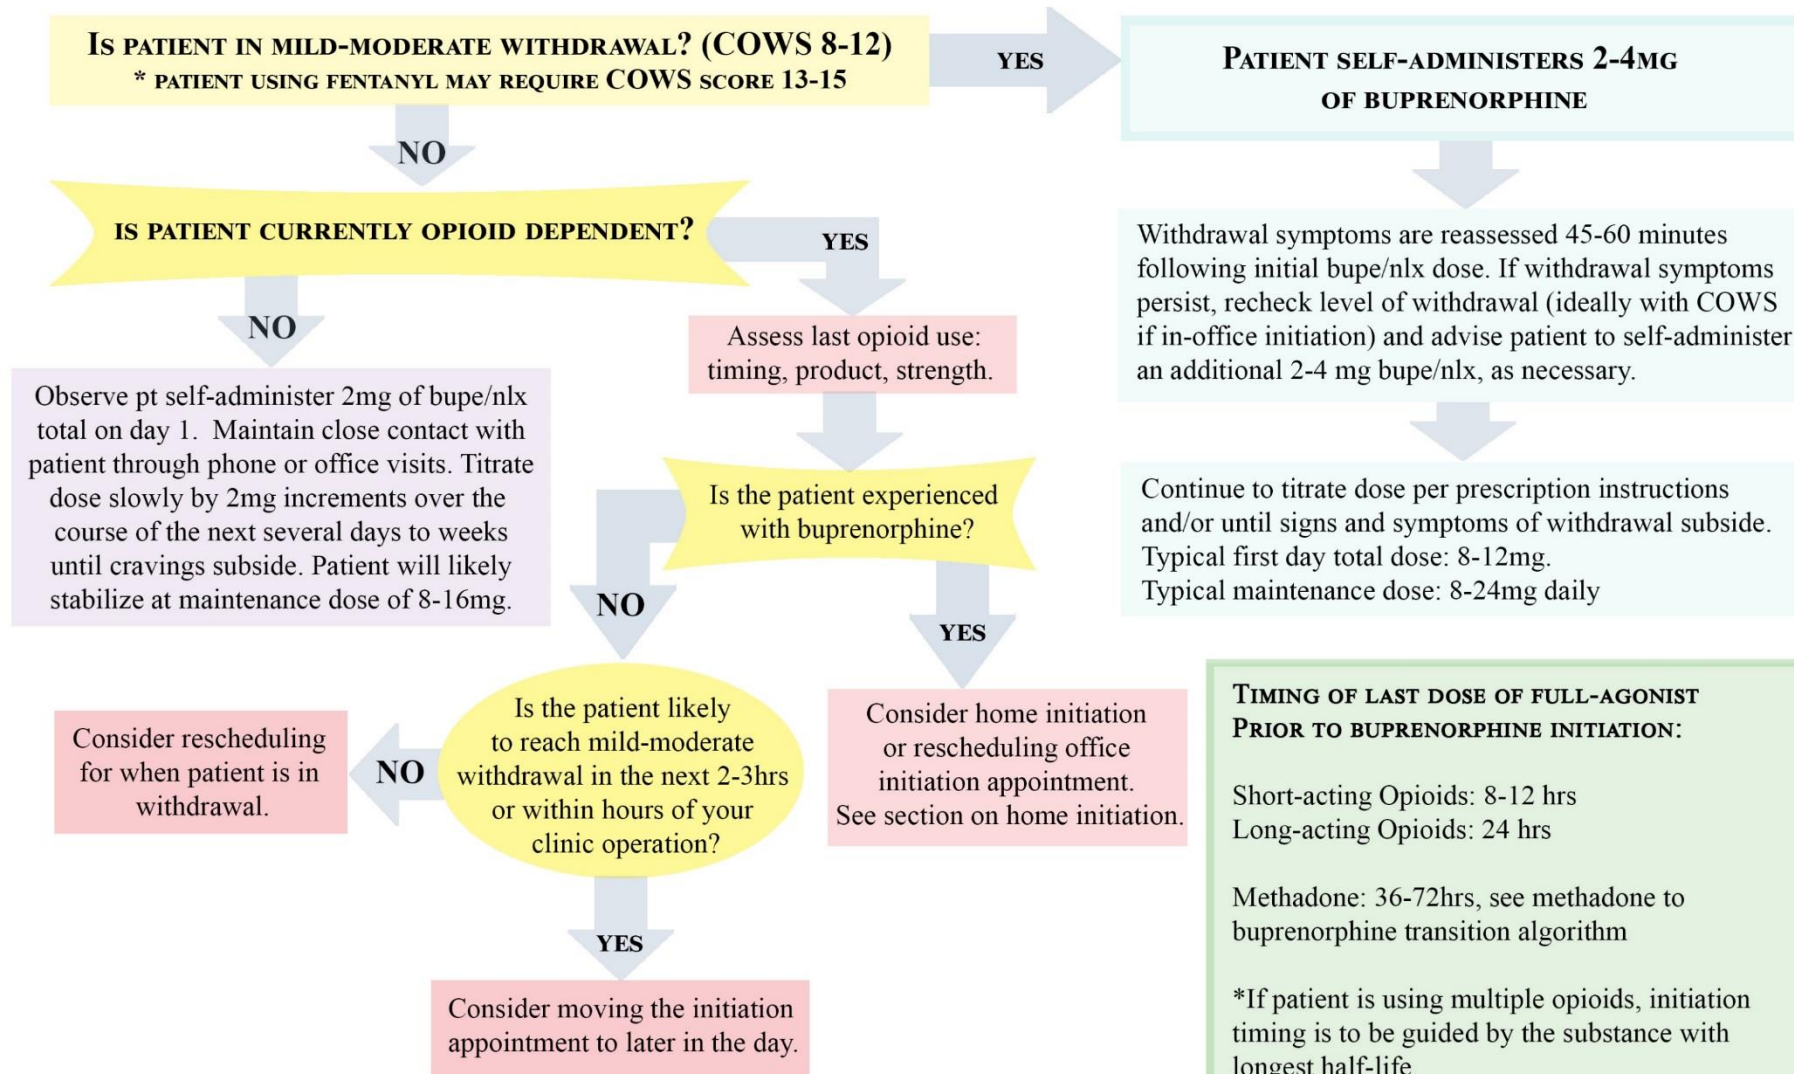 IS PATIENT IN MILD-MODERATE WITHDRAWAL? (COWS 8-12)
* PATIENT USING FENTANYL MAY REQUIRE COWS SCORE 13-15
YES
PATIENT SELF-ADMINISTERS 2-4MG
OF BUPRENORPHINE
NO
IS PATIENT CURRENTLY OPIOID DEPENDENT?
YES
NO
Observe pt self-administer 2mg of bupe/nlx
total on day 1. Maintain close contact with
patient through phone or office visits. Titrate
dose slowly by 2mg increments over the
course of the next several days to weeks
until cravings subside. Patient will likely
stabilize at maintenance dose of 8-16mg.
Assess last opioid use:
timing, product, strength.
Is the patient experienced
with buprenorphine?
NO
YES
Is the patient likely
to reach mild-moderate
withdrawal in the next 2-3hrs
or within hours of your
clinic operation?
NO
Consider rescheduling
for when patient is in
withdrawal.
YES
Consider moving the initiation
appointment to later in the day.
Consider home initiation
or rescheduling office
initiation appointment.
See section on home initiation.
Withdrawal symptoms are reassessed 45-60 minutes
following initial bupe/nlx dose. If withdrawal symptoms
persist, recheck level of withdrawal (ideally with COWS
if in-office initiation) and advise patient to self-administer
an additional 2-4 mg bupe/nlx, as necessary.
Continue to titrate dose per prescription instructions
and/or until signs and symptoms of withdrawal subside.
Typical first day total dose: 8-12mg.
Typical maintenance dose: 8-24mg daily
TIMING OF LAST DOSE OF FULL-AGONIST
PRIOR TO BUPRENORPHINE INITIATION:
Short-acting Opioids: 8-12 hrs
Long-acting Opioids: 24 hrs
Methadone: 36-72hrs, see methadone to
buprenorphine transition algorithm
*If patient is using multiple opioids, initiation
timing is to be guided by the substance with
longest half-life